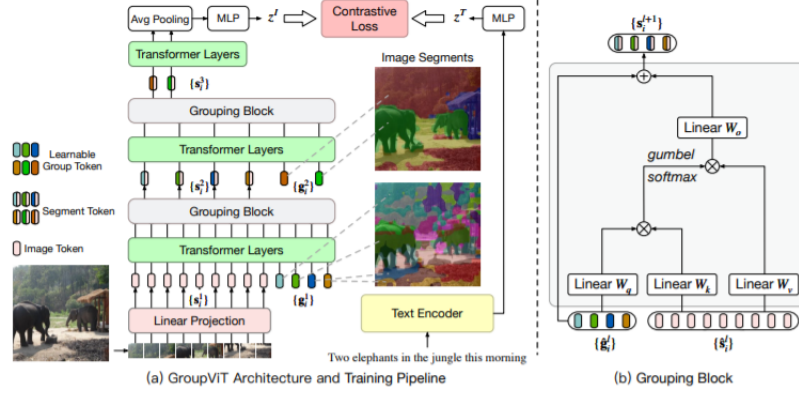 Avg Pooling
MLP
z^I
Contrastive
Loss
z^T
MLP
Transformer Layers
{s_i^3}
Grouping Block
Transformer Layers
{s_i^2}
{g_i^2}
Grouping Block
Transformer Layers
{s_i^1}
{g_i^1}
Linear Projection
Learnable
Group Token
Segment Token
Image Token
Image Segments
Text Encoder
Two elephants in the jungle this morning
(a) GroupViT Architecture and Training Pipeline
{s_i^{l+1}}
Linear W_o
gumbel
softmax
Linear W_q
Linear W_k
Linear W_v
{ĝ_i^l}
{ŝ_i^l}
(b) Grouping Block